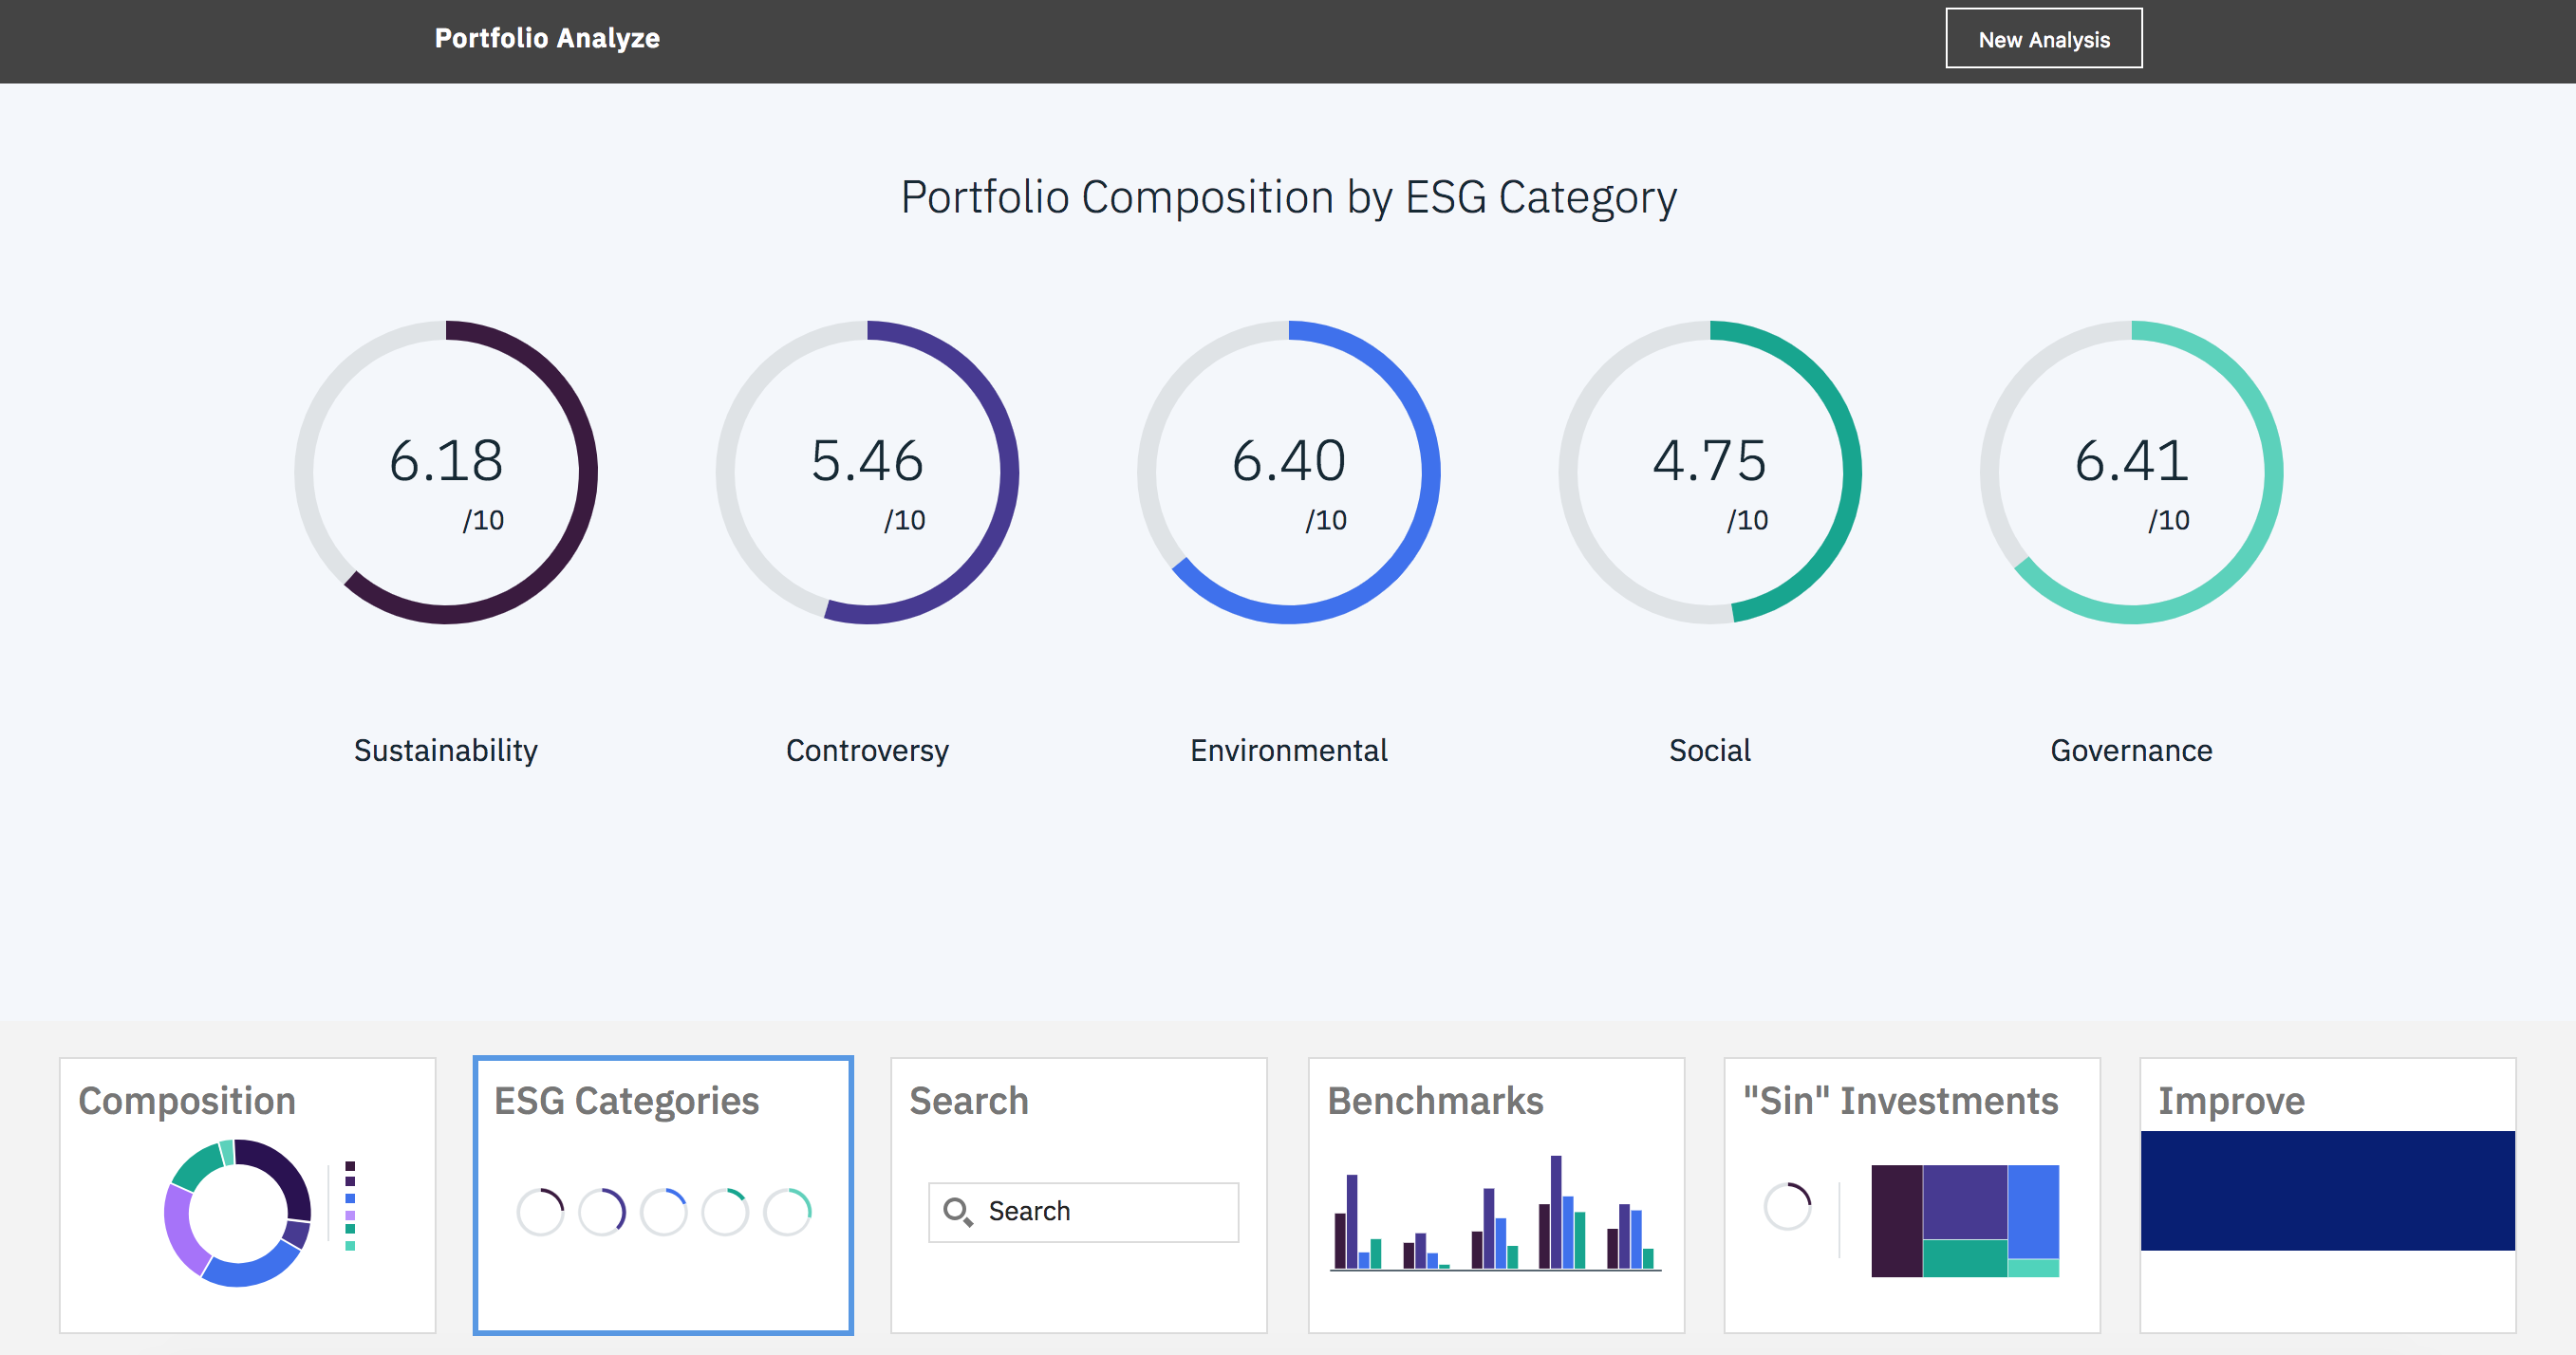 Portfolio Analyze
New Analysis
Portfolio Composition by ESG Category
6.18
/10
5.46
/10
6.40
/10
4.75
/10
6.41
/10
Sustainability
Controversy
Environmental
Social
Governance
Composition
ESG Categories
Search
Search
Benchmarks
"Sin" Investments
Improve